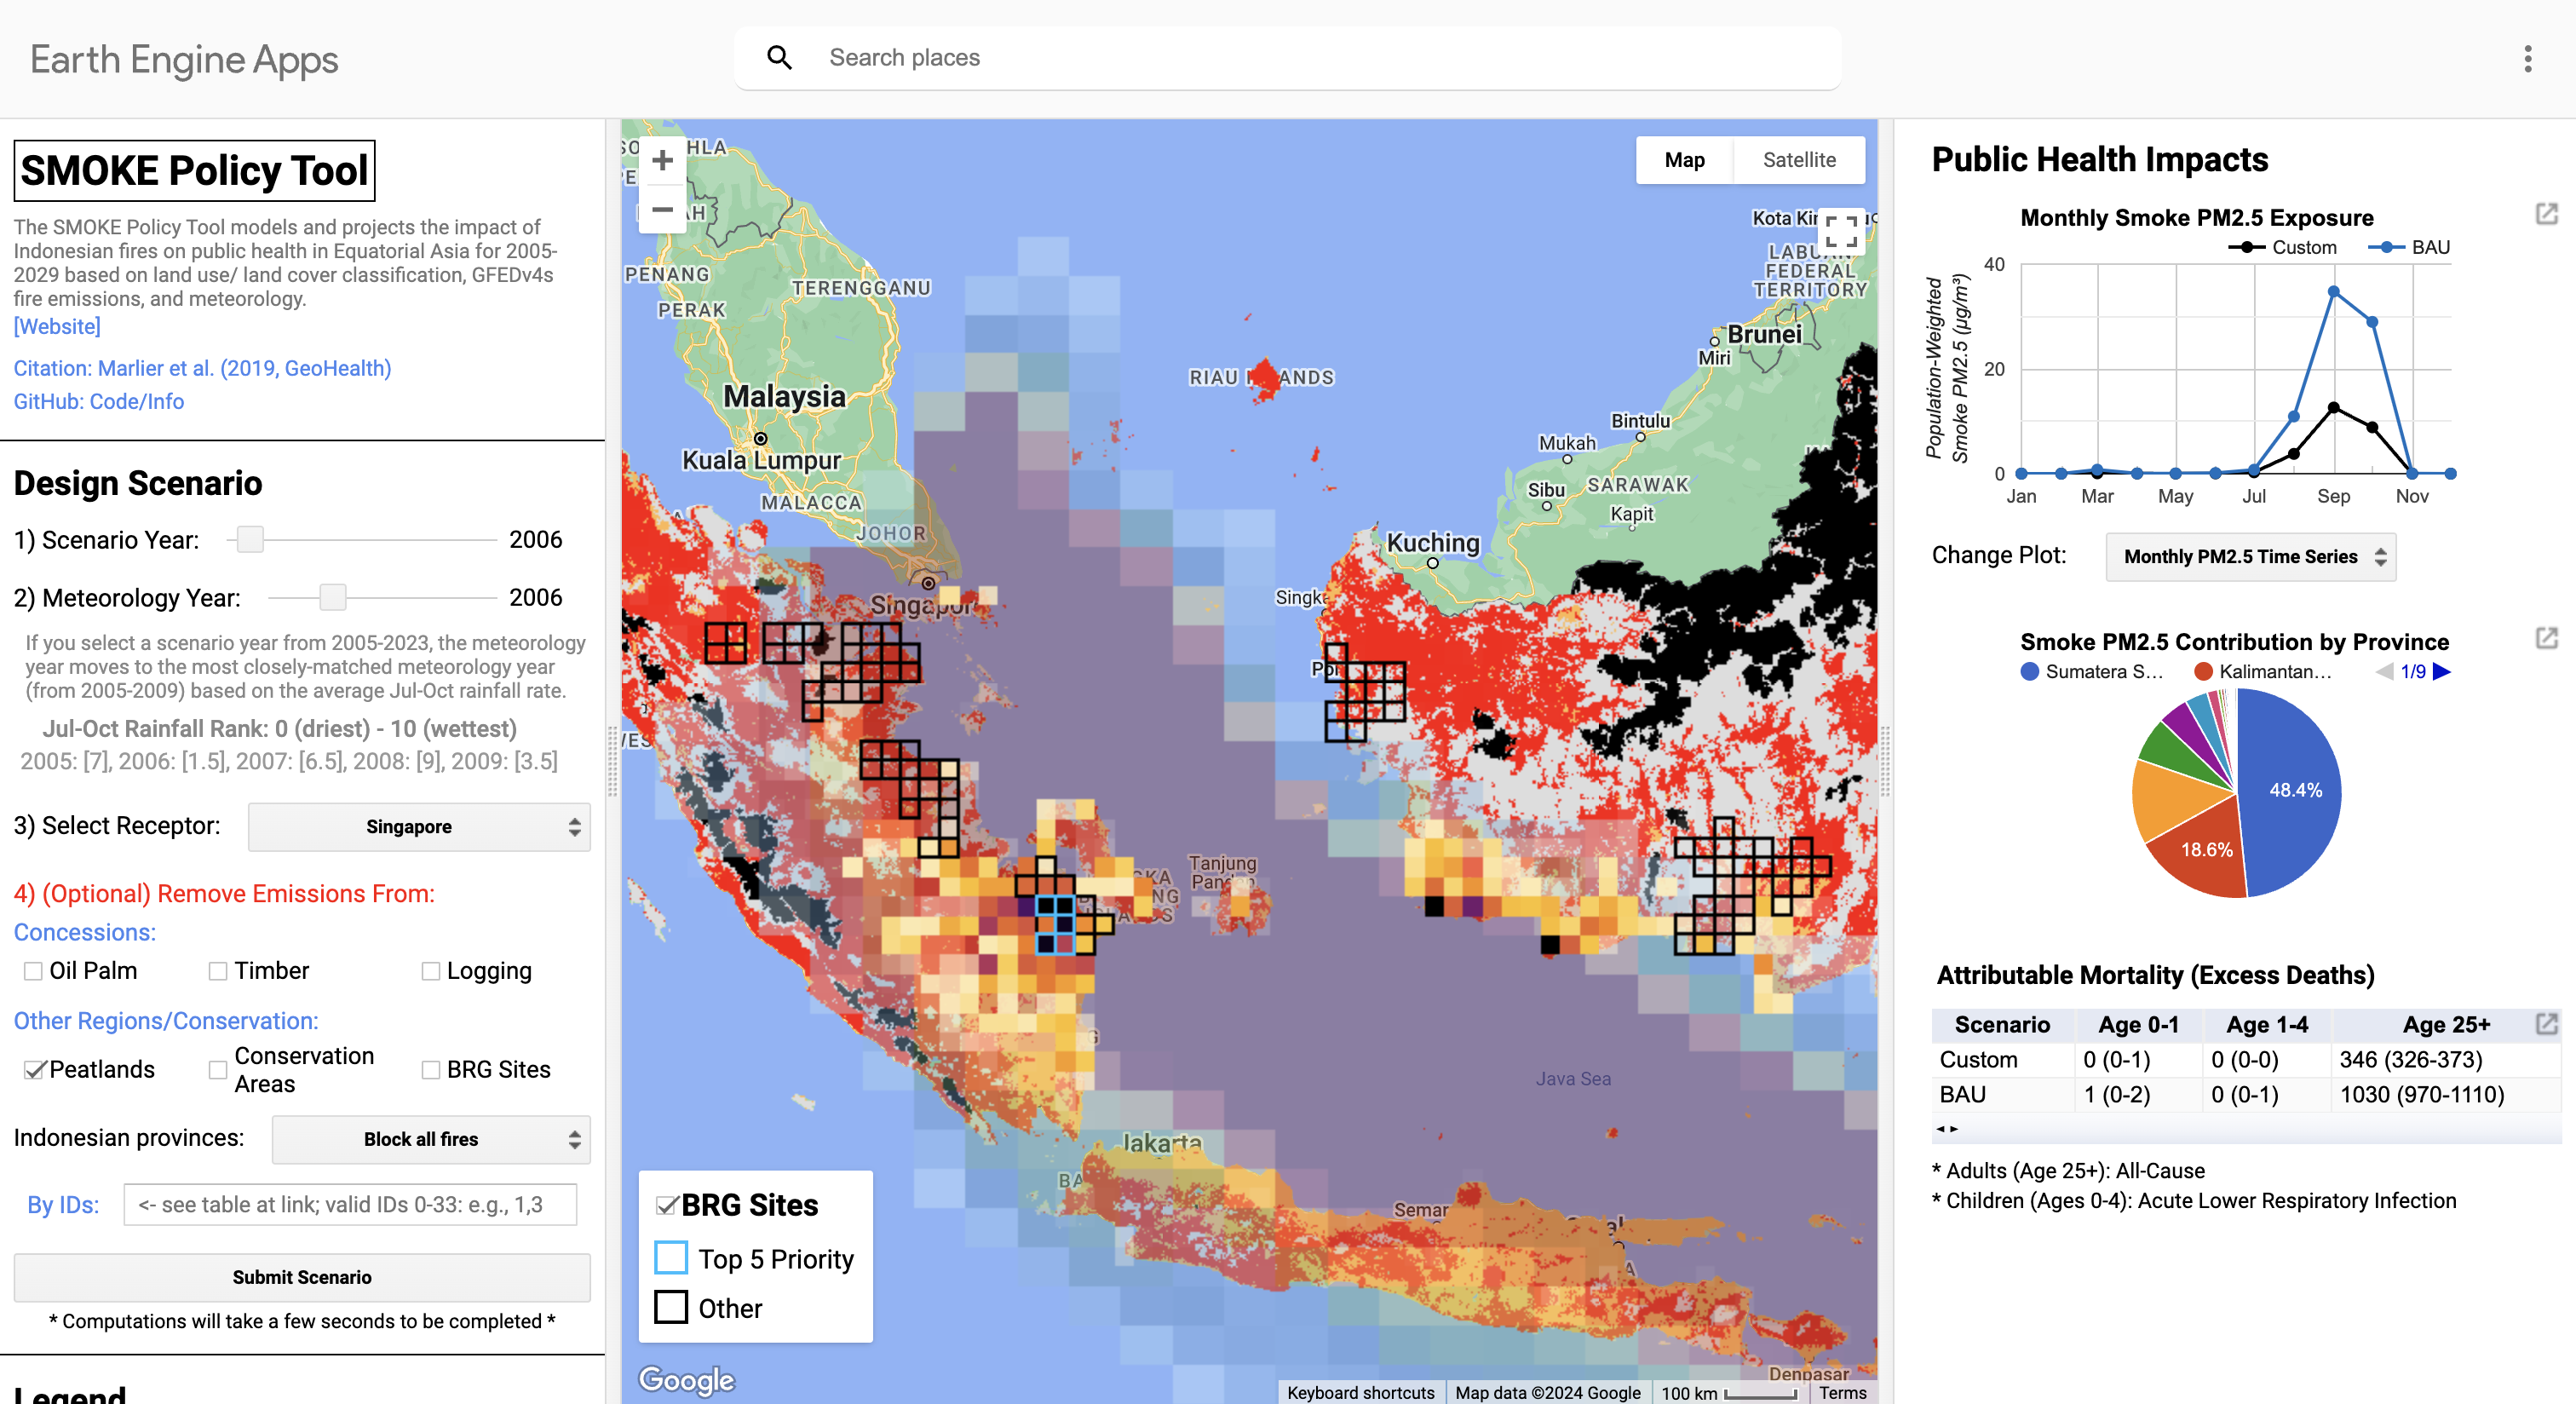 Earth Engine Apps
Search places
SMOKE Policy Tool
The SMOKE Policy Tool models and projects the impact of
Indonesian fires on public health in Equatorial Asia for 2005-
2029 based on land use/ land cover classification, GFEDv4s
fire emissions, and meteorology.
[Website]
Citation: Marlier et al. (2019, GeoHealth)
GitHub: Code/Info
Design Scenario
1) Scenario Year: 2006
2) Meteorology Year: 2006
If you select a scenario year from 2005-2023, the meteorology
year moves to the most closely-matched meteorology year
(from 2005-2009) based on the average Jul-Oct rainfall rate.
Jul-Oct Rainfall Rank: 0 (driest) - 10 (wettest)
2005: [7], 2006: [1.5], 2007: [6.5], 2008: [9], 2009: [3.5]
3) Select Receptor: Singapore
4) (Optional) Remove Emissions From:
Concessions:
Oil Palm Timber Logging
Other Regions/Conservation:
Peatlands Conservation Areas BRG Sites
Indonesian provinces: Block all fires
By IDs: <- see table at link; valid IDs 0-33: e.g., 1,3
Submit Scenario
* Computations will take a few seconds to be completed *
Legend
+
−
Map Satellite
PENANG
PERAK
TERENGGANU
Malaysia
Kuala Lumpur
MALACCA
JOHOR
Singapor
RIAU
ANDS
LABUAN
FEDERAL
TERRITORY
Brunei
Miri
Bintulu
Mukah
Sibu
SARAWAK
Kapit
Kuching
Tanjung
Java Sea
Jakarta
Semar
Denpasar
BRG Sites
Top 5 Priority
Other
Google
Keyboard shortcuts
Map data ©2024 Google
100 km
Terms
Public Health Impacts
Monthly Smoke PM2.5 Exposure
Custom BAU
Population-Weighted
Smoke PM2.5 (µg/m³)
40
20
0
Jan Mar May Jul Sep Nov
Change Plot: Monthly PM2.5 Time Series
Smoke PM2.5 Contribution by Province
Sumatera S... Kalimantan... 1/9
48.4%
18.6%
Attributable Mortality (Excess Deaths)
Scenario Age 0-1 Age 1-4 Age 25+
Custom 0 (0-1) 0 (0-0) 346 (326-373)
BAU 1 (0-2) 0 (0-1) 1030 (970-1110)
* Adults (Age 25+): All-Cause
* Children (Ages 0-4): Acute Lower Respiratory Infection